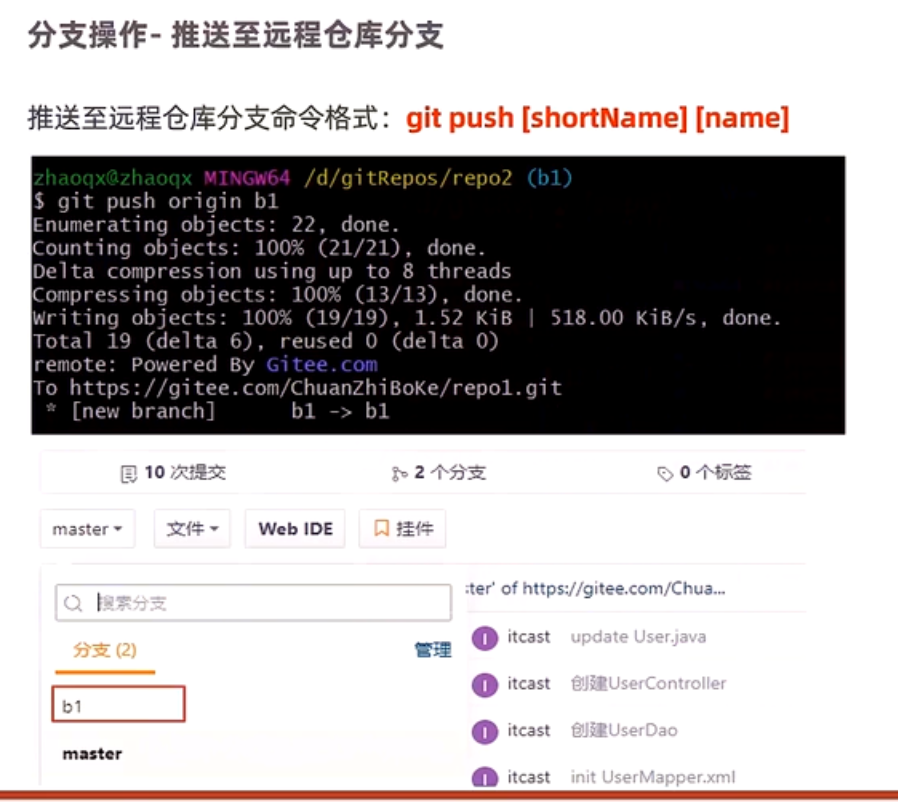 分支操作- 推送至远程仓库分支
推送至远程仓库分支命令格式：git push [shortName] [name]
zhaoqx@zhaoqx MINGW64 /d/gitRepos/repo2 (b1)
$ git push origin b1
Enumerating objects: 22, done.
Counting objects: 100% (21/21), done.
Delta compression using up to 8 threads
Compressing objects: 100% (13/13), done.
Writing objects: 100% (19/19), 1.52 KiB | 518.00 KiB/s, done.
Total 19 (delta 6), reused 0 (delta 0)
remote: Powered By Gitee.com
To https://gitee.com/ChuanZhiBoKe/repo1.git
* [new branch] b1 -> b1
10 次提交 2 个分支 0 个标签
master 文件 Web IDE 挂件
搜索分支
ter' of https://gitee.com/Chua...
分支 (2) 管理
I itcast update User.java
b1
I itcast 创建UserController
I itcast 创建UserDao
master
I itcast init UserMapper.xml